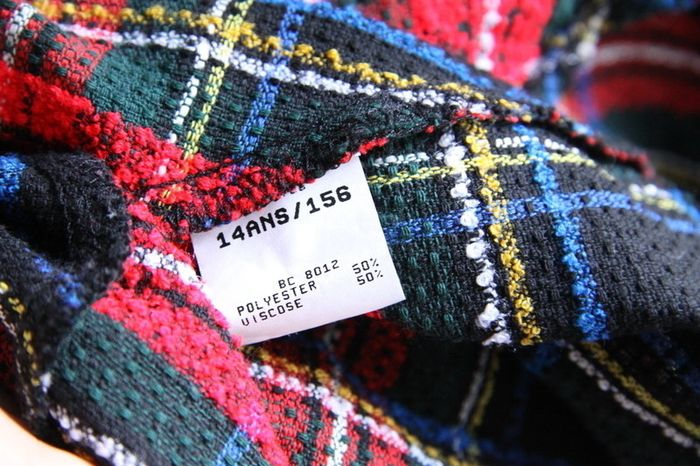 14ANS/156
BC 8012
POLYESTER 50%
VISCOSE 50%